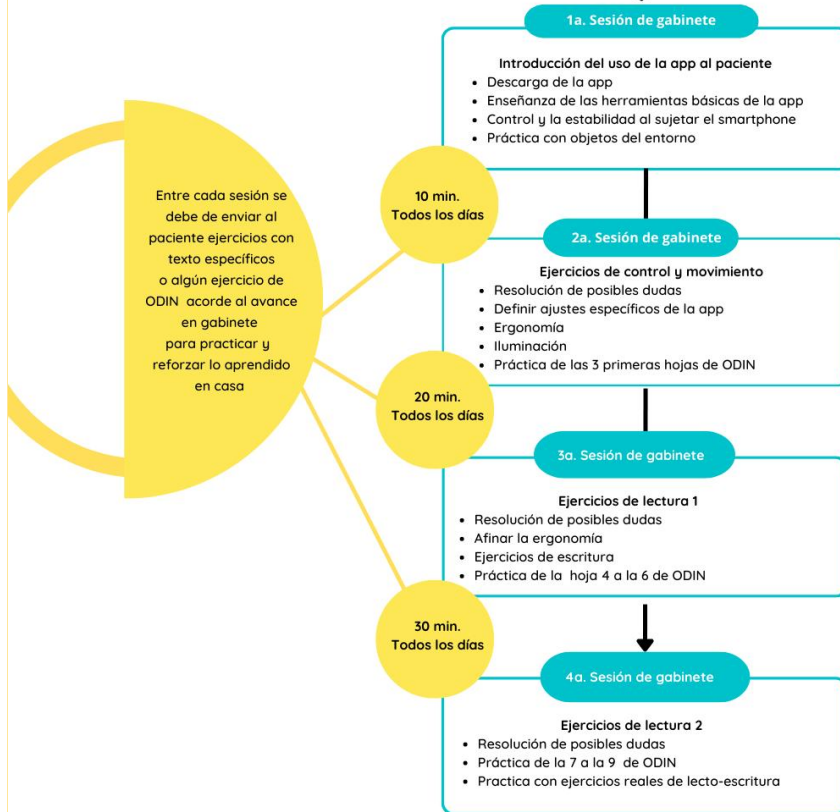 1a. Sesión de gabinete
Introducción del uso de la app al paciente
• Descarga de la app
• Enseñanza de las herramientas básicas de la app
• Control y la estabilidad al sujetar el smartphone
• Práctica con objetos del entorno
Entre cada sesión se
debe de enviar al
paciente ejercicios con
texto específicos
o algún ejercicio de
ODIN acorde al avance
en gabinete
para practicar y
reforzar lo aprendido
en casa
10 min.
Todos los días
2a. Sesión de gabinete
Ejercicios de control y movimiento
• Resolución de posibles dudas
• Definir ajustes específicos de la app
• Ergonomía
• Iluminación
• Práctica de las 3 primeras hojas de ODIN
20 min.
Todos los días
3a. Sesión de gabinete
Ejercicios de lectura 1
• Resolución de posibles dudas
• Afinar la ergonomía
• Ejercicios de escritura
• Práctica de la hoja 4 a la 6 de ODIN
30 min.
Todos los días
4a. Sesión de gabinete
Ejercicios de lectura 2
• Resolución de posibles dudas
• Práctica de la 7 a la 9 de ODIN
• Practica con ejercicios reales de lecto-escritura